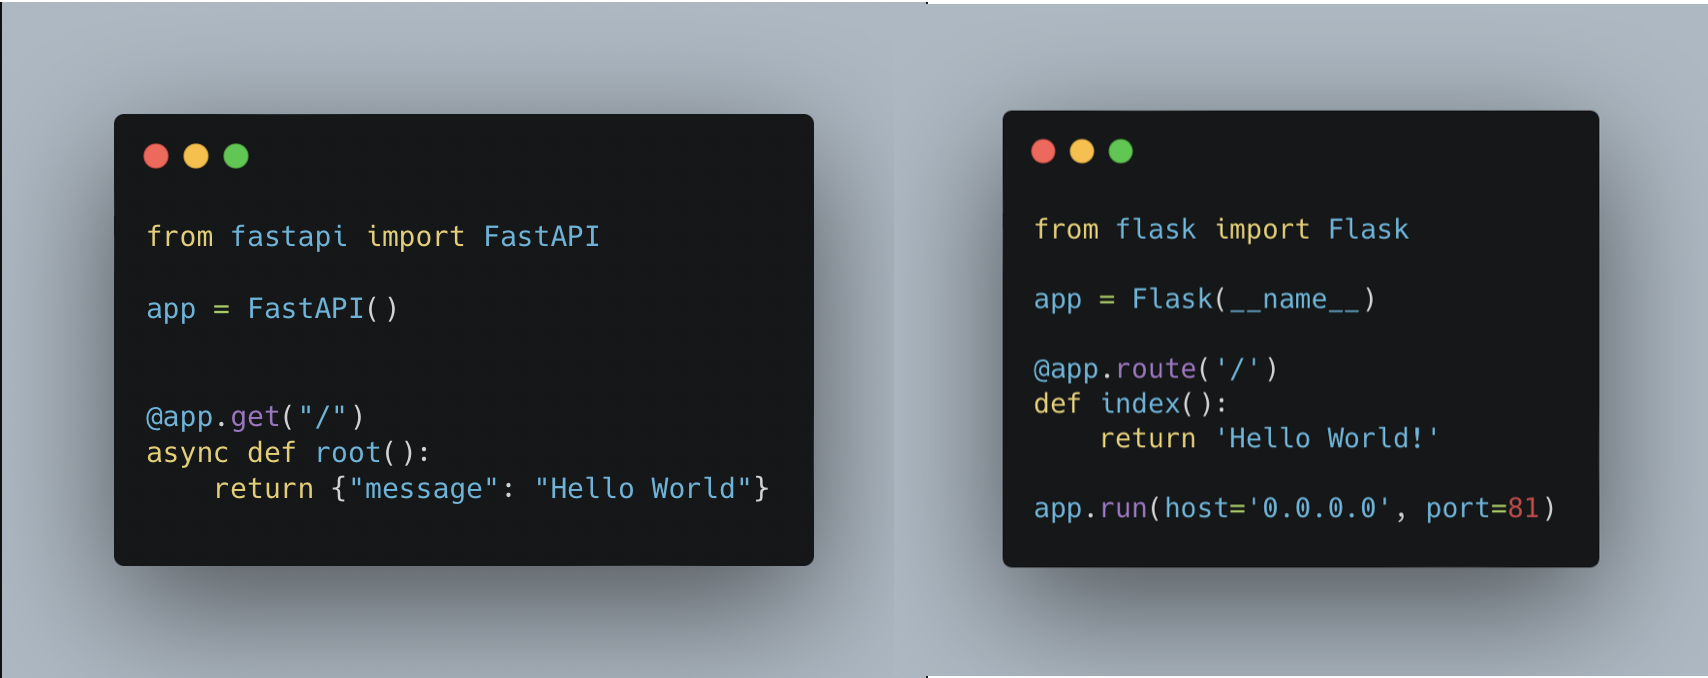 from fastapi import FastAPI
app = FastAPI()
@app.get("/")
async def root():
    return {"message": "Hello World"}
from flask import Flask
app = Flask(__name__)
@app.route('/')
def index():
    return 'Hello World!'
app.run(host='0.0.0.0', port=81)